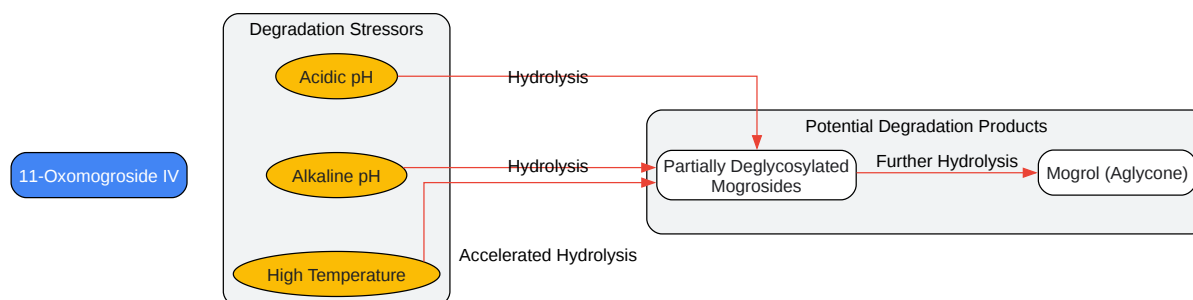 Degradation Stressors
Acidic pH
Hydrolysis
Potential Degradation Products
11-Oxomogroside IV
Alkaline pH
Hydrolysis
Partially Deglycosylated
Mogrosides
Further Hydrolysis
Mogrol (Aglycone)
High Temperature
Accelerated Hydrolysis